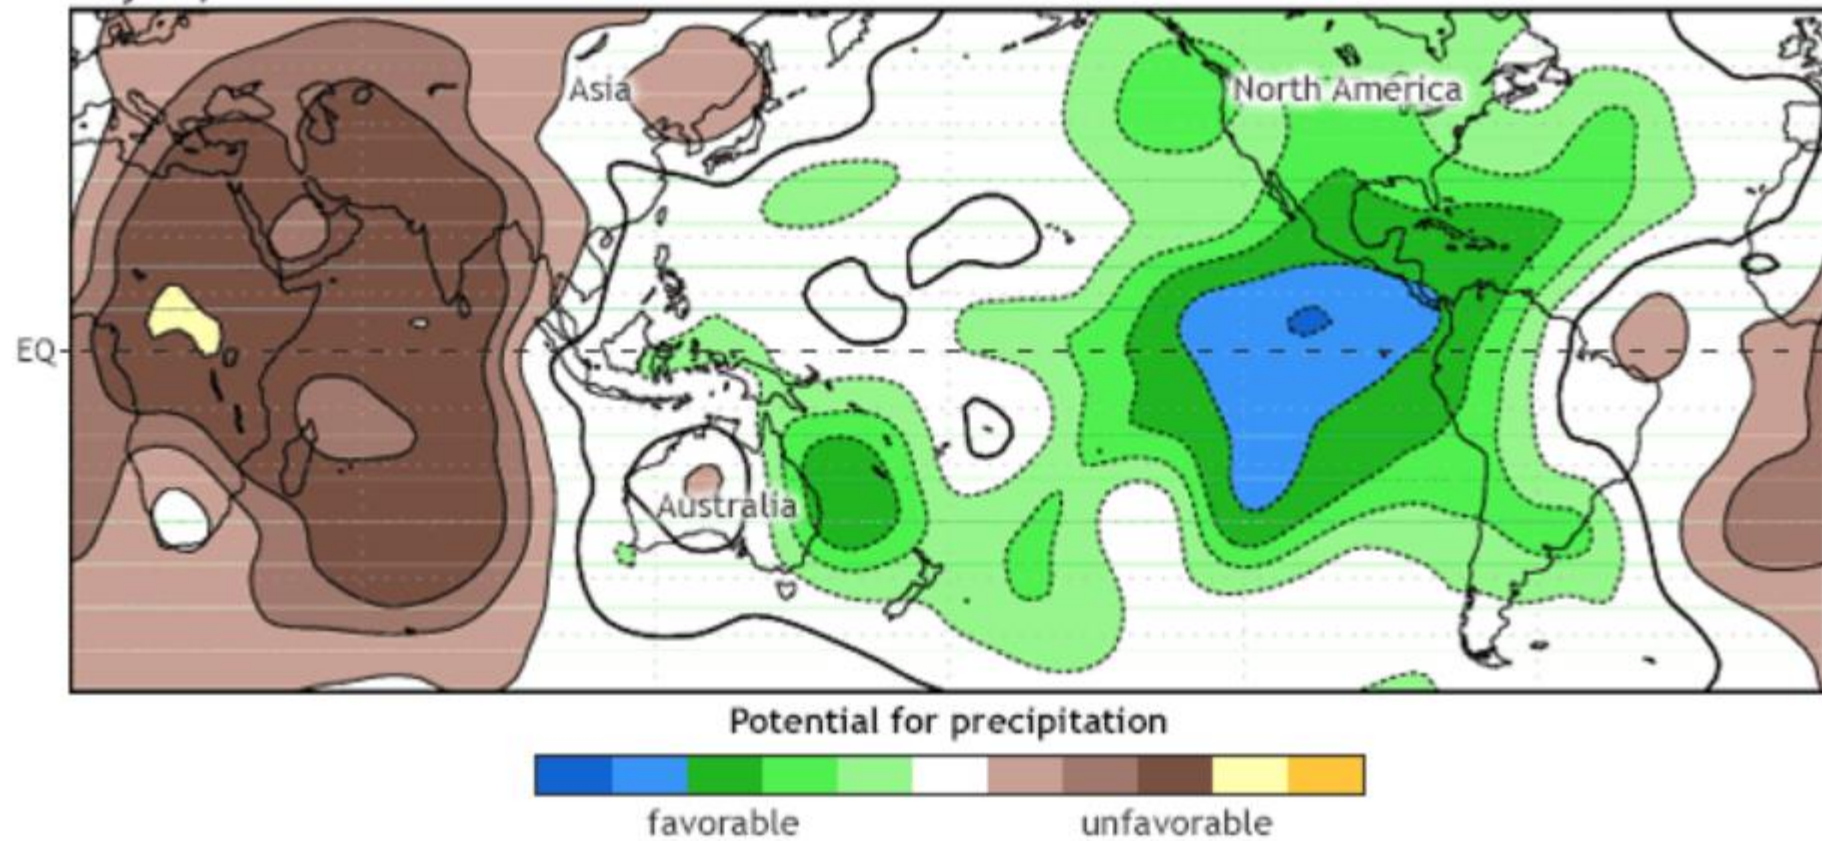 Asia
North America
EQ
Australia
Potential for precipitation
favorable
unfavorable